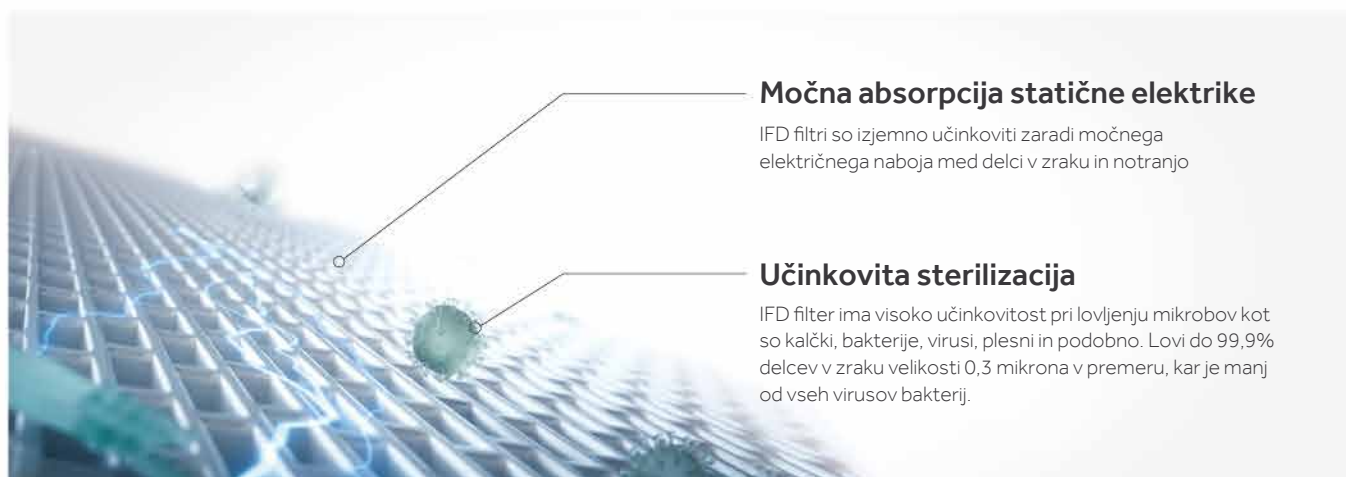 Močna absorpcija statične elektrike
IFD filtri so izjemno učinkoviti zaradi močnega
električnega naboja med delci v zraku in notranjo
Učinkovita sterilizacija
IFD filter ima visoko učinkovitost pri lovljenju mikrobov kot
so kalčki, bakterije, virusi, plesni in podobno. Lovi do 99,9%
delcev v zraku velikosti 0,3 mikrona v premeru, kar je manj
od vseh virusov bakterij.